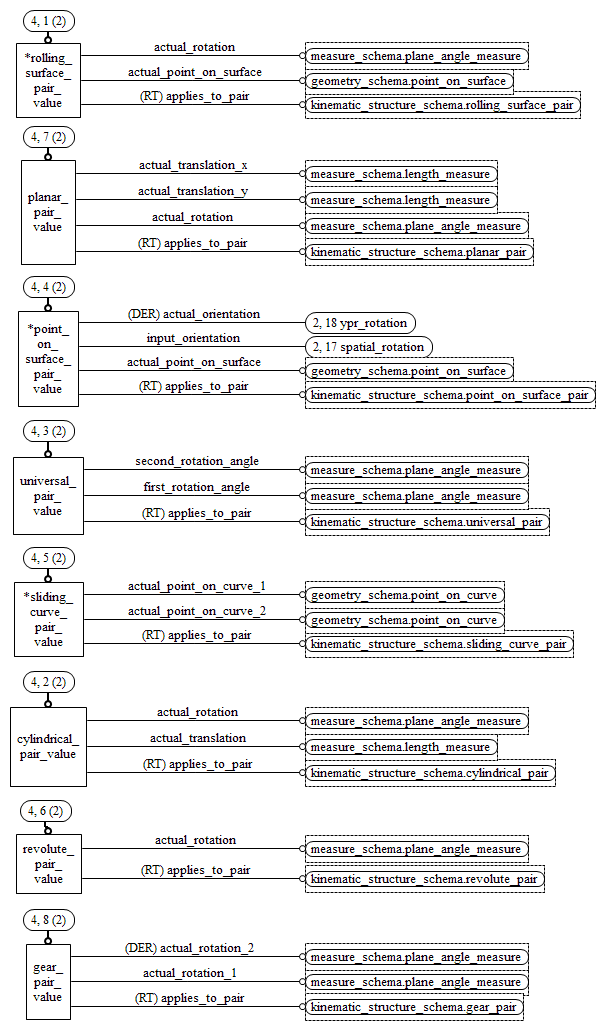 4, 1 (2)
*rolling_
surface_
pair_
value
actual_rotation
measure_schema.plane_angle_measure
actual_point_on_surface
geometry_schema.point_on_surface
(RT) applies_to_pair
kinematic_structure_schema.rolling_surface_pair
4, 7 (2)
planar_
pair_
value
actual_translation_x
measure_schema.length_measure
actual_translation_y
measure_schema.length_measure
actual_rotation
measure_schema.plane_angle_measure
(RT) applies_to_pair
kinematic_structure_schema.planar_pair
4, 4 (2)
*point_
on_
surface_
pair_
value
(DER) actual_orientation
2, 18 ypr_rotation
input_orientation
2, 17 spatial_rotation
actual_point_on_surface
geometry_schema.point_on_surface
(RT) applies_to_pair
kinematic_structure_schema.point_on_surface_pair
4, 3 (2)
universal_
pair_
value
second_rotation_angle
measure_schema.plane_angle_measure
first_rotation_angle
measure_schema.plane_angle_measure
(RT) applies_to_pair
kinematic_structure_schema.universal_pair
4, 5 (2)
*sliding_
curve_
pair_
value
actual_point_on_curve_1
geometry_schema.point_on_curve
actual_point_on_curve_2
geometry_schema.point_on_curve
(RT) applies_to_pair
kinematic_structure_schema.sliding_curve_pair
4, 2 (2)
cylindrical_
pair_value
actual_rotation
measure_schema.plane_angle_measure
actual_translation
measure_schema.length_measure
(RT) applies_to_pair
kinematic_structure_schema.cylindrical_pair
4, 6 (2)
revolute_
pair_
value
actual_rotation
measure_schema.plane_angle_measure
(RT) applies_to_pair
kinematic_structure_schema.revolute_pair
4, 8 (2)
gear_
pair_
value
(DER) actual_rotation_2
measure_schema.plane_angle_measure
actual_rotation_1
measure_schema.plane_angle_measure
(RT) applies_to_pair
kinematic_structure_schema.gear_pair